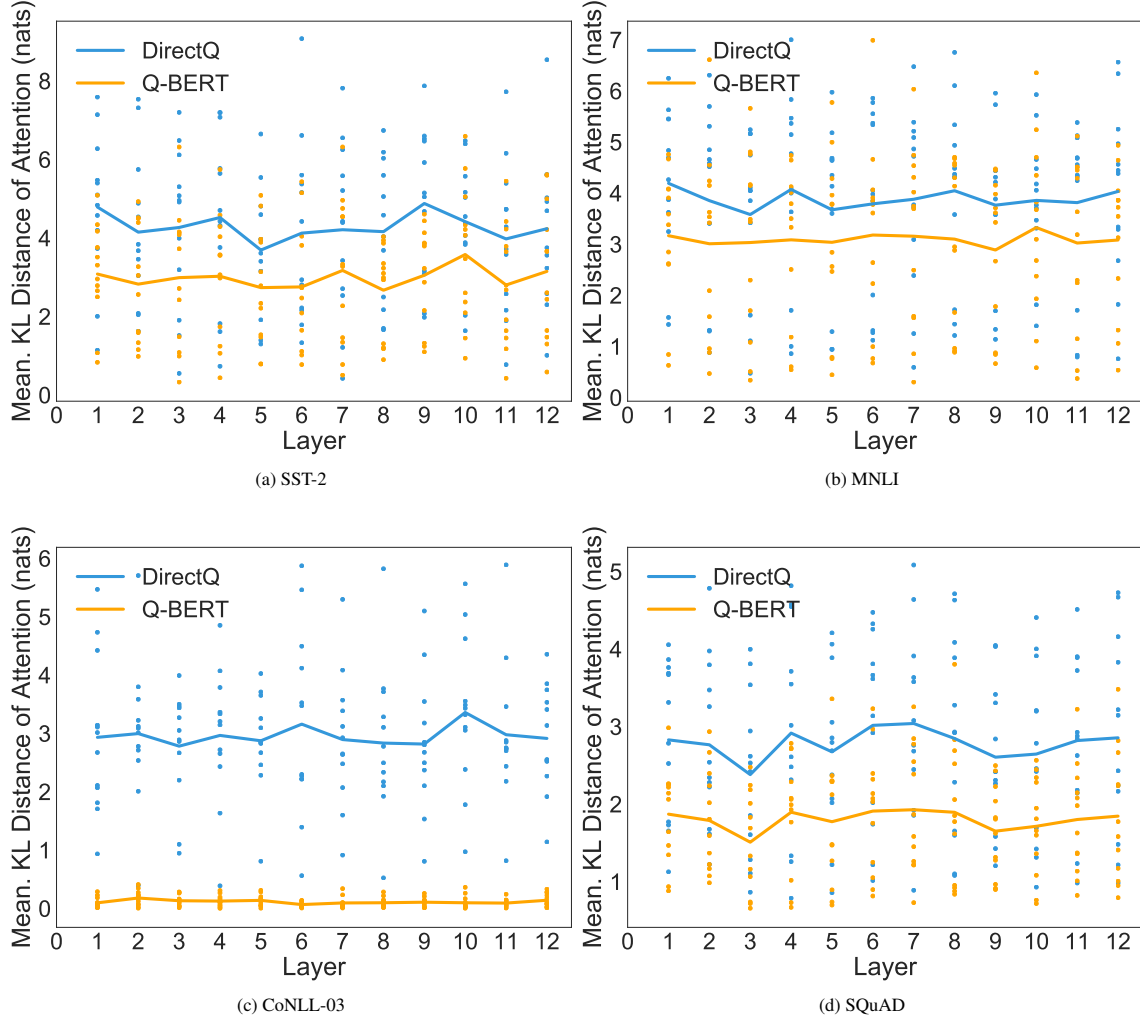 Mean. KL Distance of Attention (nats)
DirectQ
Q-BERT
8
6
4
2
0
0 1 2 3 4 5 6 7 8 9 10 11 12
Layer
(a) SST-2
Mean. KL Distance of Attention (nats)
DirectQ
Q-BERT
7
6
5
4
3
2
1
0
0 1 2 3 4 5 6 7 8 9 10 11 12
Layer
(b) MNLI
Mean. KL Distance of Attention (nats)
DirectQ
Q-BERT
6
5
4
3
2
1
0
0 1 2 3 4 5 6 7 8 9 10 11 12
Layer
(c) CoNLL-03
Mean. KL Distance of Attention (nats)
DirectQ
Q-BERT
5
4
3
2
1
0 1 2 3 4 5 6 7 8 9 10 11 12
Layer
(d) SQuAD